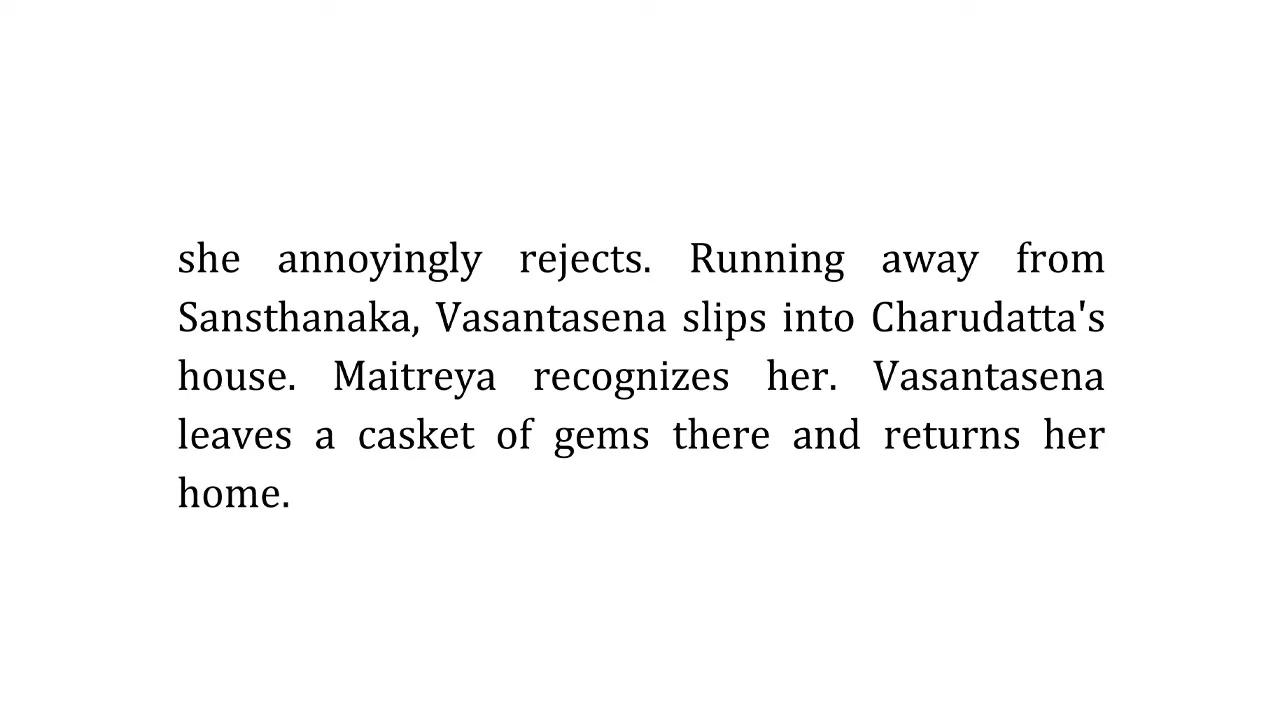 she annoyingly rejects. Running away from
Sansthanaka, Vasantasena slips into Charudatta's
house. Maitreya recognizes her. Vasantasena
leaves a casket of gems there and returns her
home.